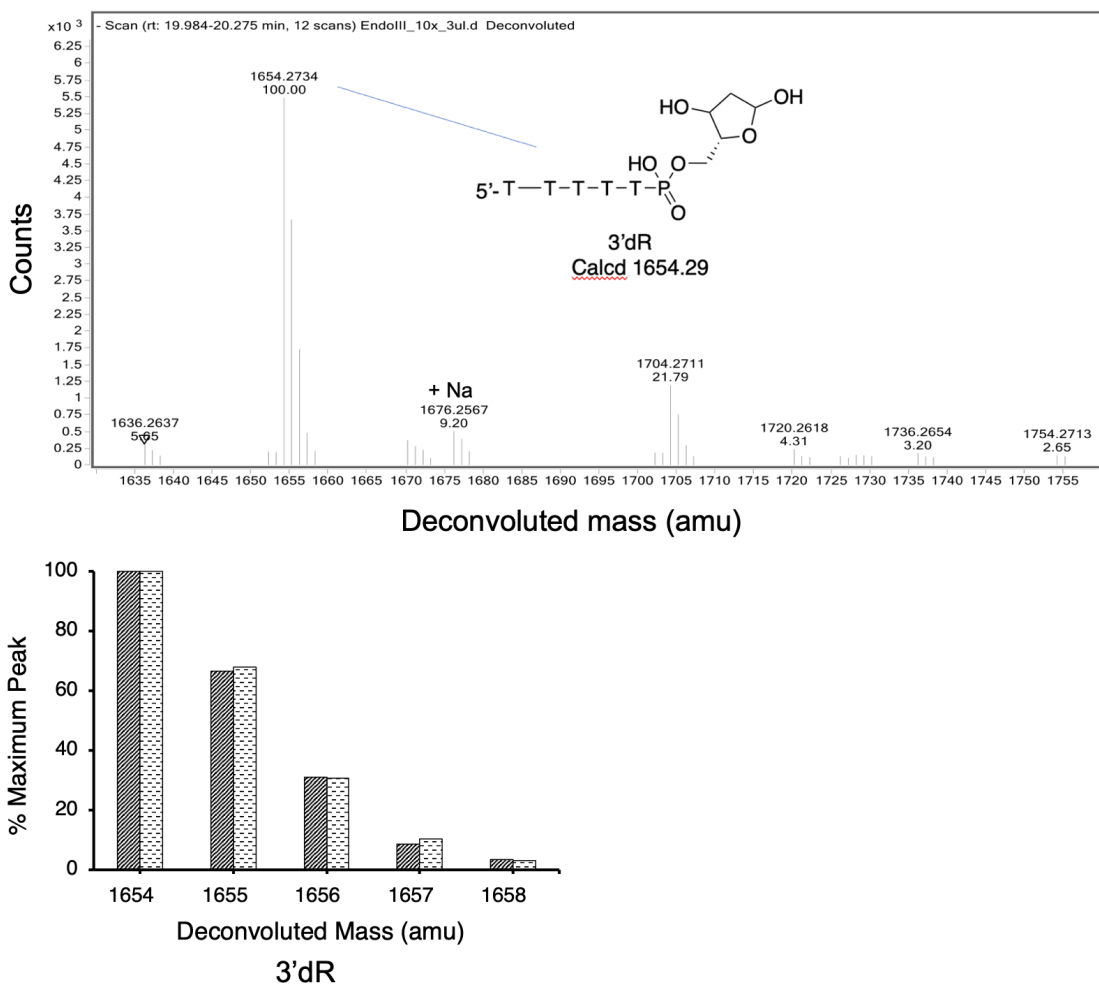 x10 3
- Scan (rt: 19.984-20.275 min, 12 scans) EndoIII_10x_3ul.d Deconvoluted
6.25
6
5.75
5.5
5.25
5
4.75
4.5
4.25
4
3.75
3.5
3.25
3
2.75
2.5
2.25
2
1.75
1.5
1.25
1
0.75
0.5
0.25
0
Counts
1654.2734
100.00
HO
OH
O
HO
O
5'- T—T–T–T–T–P
O
3'dR
Calcd 1654.29
1636.2637
5.65
+ Na
1676.2567
9.20
1704.2711
21.79
1720.2618
4.31
1736.2654
3.20
1754.2713
2.65
1635 1640 1645 1650 1655 1660 1665 1670 1675 1680 1685 1690 1695 1700 1705 1710 1715 1720 1725 1730 1735 1740 1745 1750 1755
Deconvoluted mass (amu)
% Maximum Peak
100
80
60
40
20
0
1654 1655 1656 1657 1658
Deconvoluted Mass (amu)
3'dR